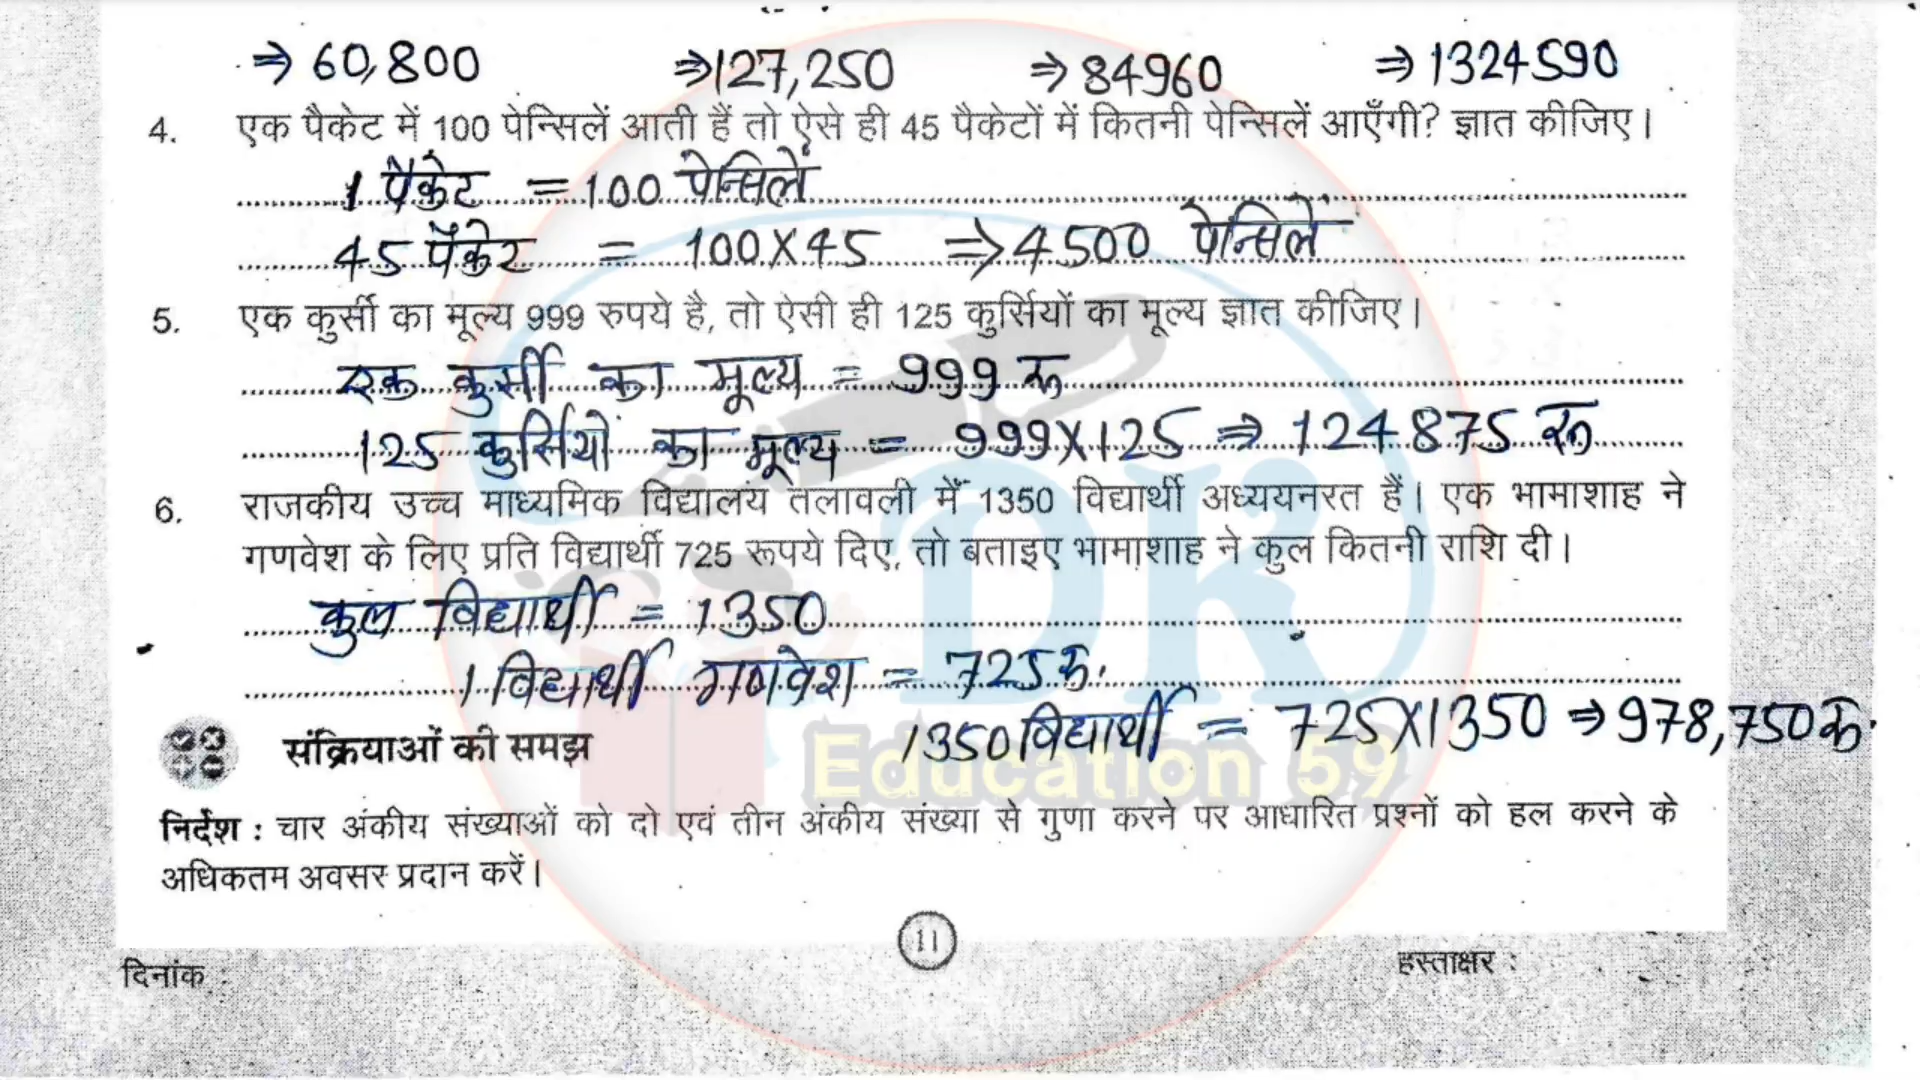 ⇒ 60,800 ⇒127,250 ⇒ 84960 ⇒ 1324590
4. एक पैकेट में 100 पेन्सिलें आती हैं तो ऐसे ही 45 पैकेटों में कितनी पेन्सिलें आएँगी? ज्ञात कीजिए।
1 पैकेट = 100 पेन्सिलें
45 पैकेट = 100×45 ⇒ 4500 पेन्सिलें
5. एक कुर्सी का मूल्य 999 रुपये है, तो ऐसी ही 125 कुर्सियों का मूल्य ज्ञात कीजिए।
एक कुर्सी का मूल्य = 999 रू
125 कुर्सियों का मूल्य = 999×125 ⇒ 124875 रू
6. राजकीय उच्च माध्यमिक विद्यालय तलावली में 1350 विद्यार्थी अध्ययनरत हैं। एक भामाशाह ने
गणवेश के लिए प्रति विद्यार्थी 725 रूपये दिए, तो बताइए भामाशाह ने कुल कितनी राशि दी।
कुल विद्यार्थी = 1350
1 विद्यार्थी गणवेश = 725 रू.
1350 विद्यार्थी = 725×1350 ⇒ 978,750 रू.
संक्रियाओं की समझ
DK
Education 59
निर्देश : चार अंकीय संख्याओं को दो एवं तीन अंकीय संख्या से गुणा करने पर आधारित प्रश्नों को हल करने के
अधिकतम अवसर प्रदान करें।
11
दिनांक : हस्ताक्षर :